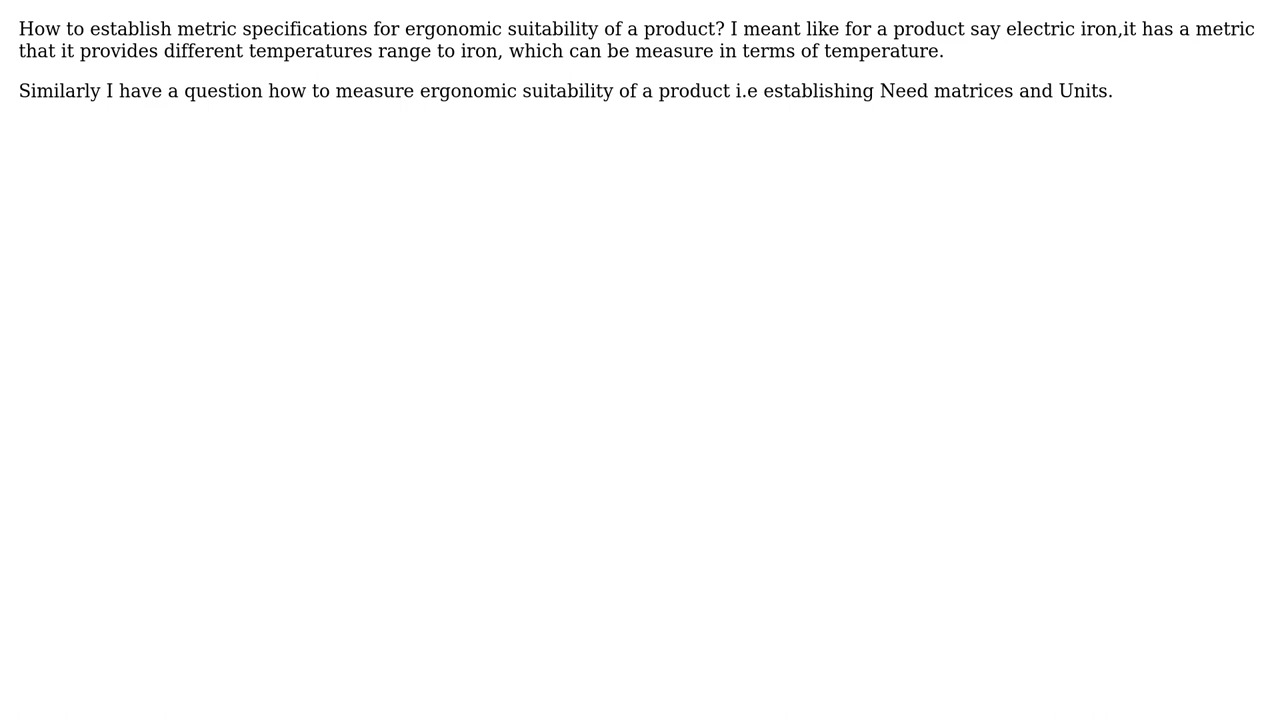 How to establish metric specifications for ergonomic suitability of a product? I meant like for a product say electric iron,it has a metric
that it provides different temperatures range to iron, which can be measure in terms of temperature.
Similarly I have a question how to measure ergonomic suitability of a product i.e establishing Need matrices and Units.